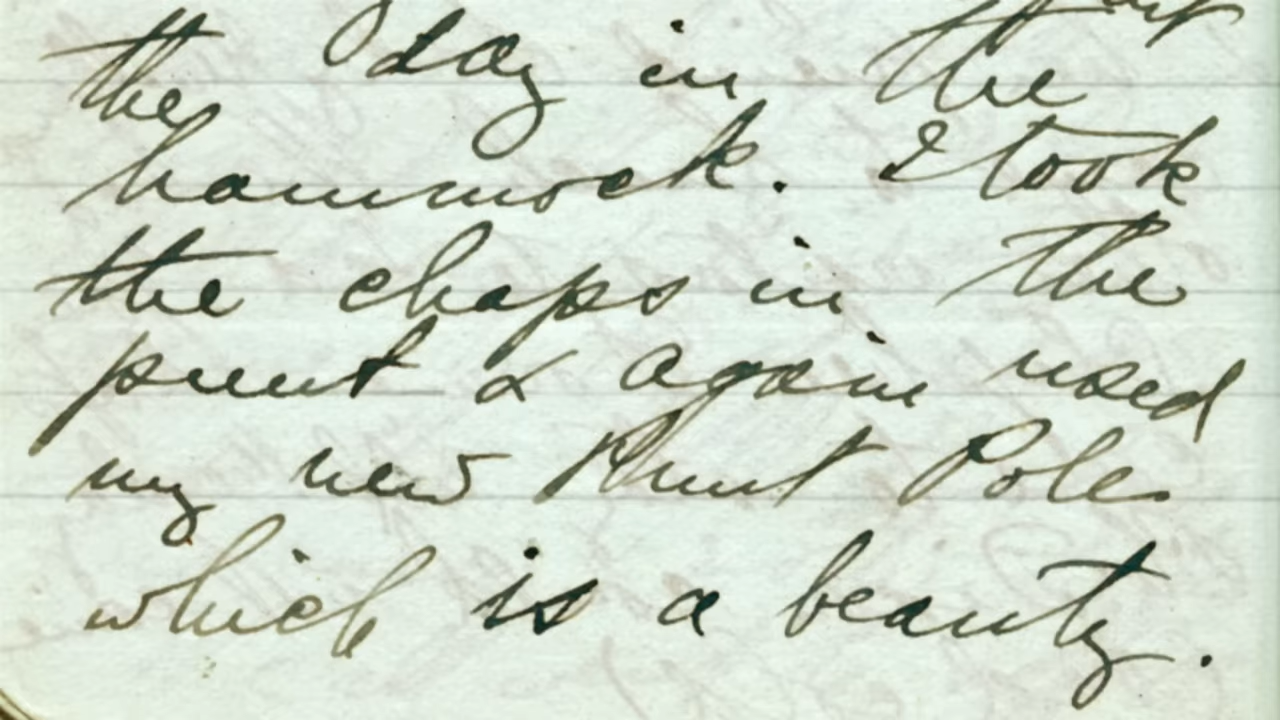 the day in the
hammock. I took
the chaps in the
punt & again used
my new Punt Pole
which is a beauty.